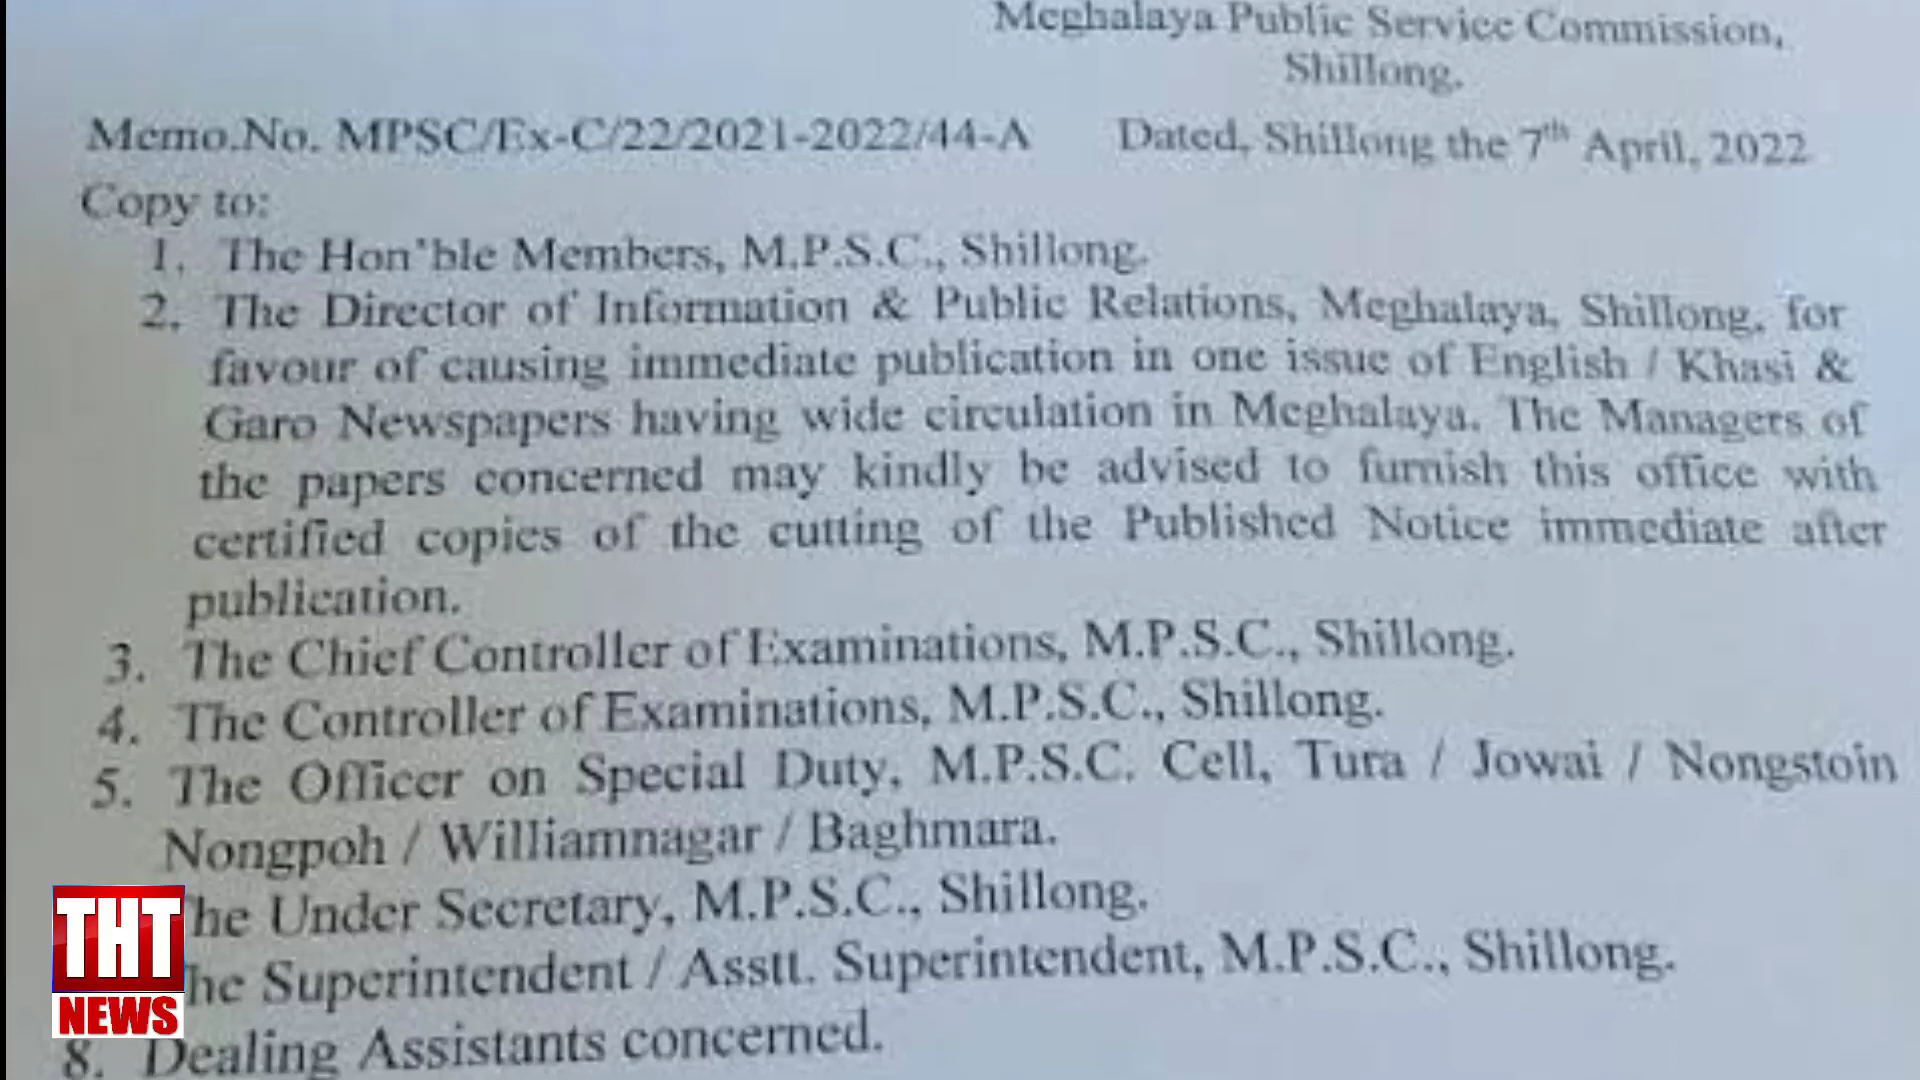 Meghalaya Public Service Commission,
Shillong.
Memo.No. MPSC/Ex-C/22/2021-2022/44-A Dated, Shillong the 7th April, 2022
Copy to:
1. The Hon'ble Members, M.P.S.C., Shillong.
2. The Director of Information & Public Relations, Meghalaya, Shillong, for
favour of causing immediate publication in one issue of English / Khasi &
Garo Newspapers having wide circulation in Meghalaya. The Managers of
the papers concerned may kindly be advised to furnish this office with
certified copies of the cutting of the Published Notice immediate after
publication.
3. The Chief Controller of Examinations, M.P.S.C., Shillong.
4. The Controller of Examinations, M.P.S.C., Shillong.
5. The Officer on Special Duty, M.P.S.C. Cell, Tura / Jowai / Nongstoin
Nongpoh / Williamnagar / Baghmara.
he Under Secretary, M.P.S.C., Shillong.
he Superintendent / Asstt. Superintendent, M.P.S.C., Shillong.
8. Dealing Assistants concerned.
THT
NEWS